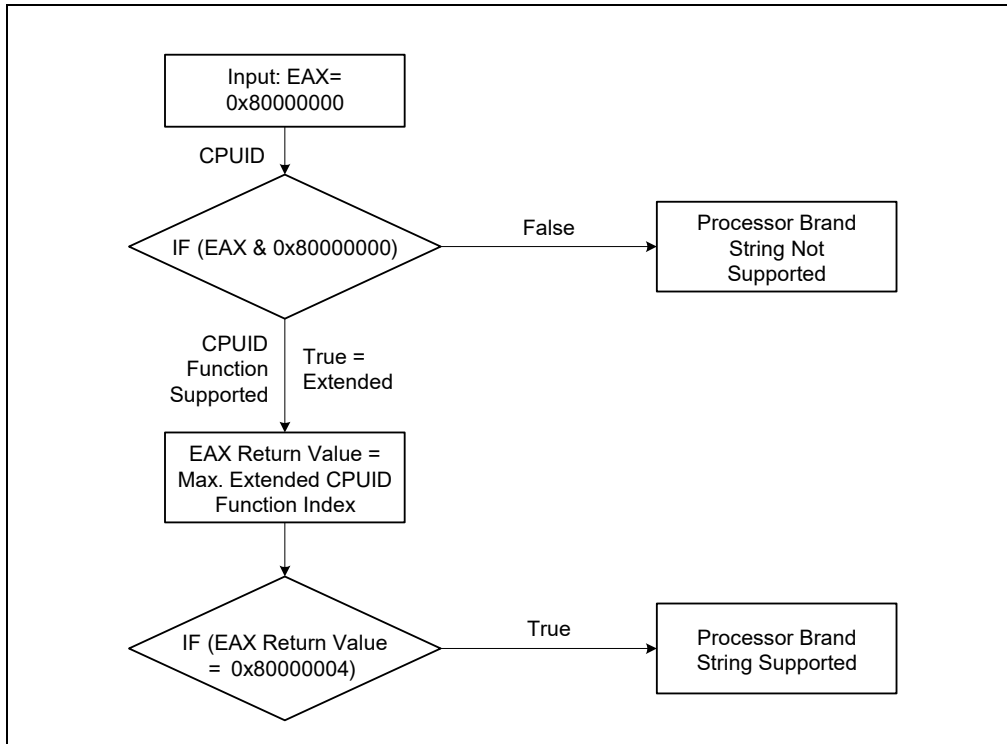 Input: EAX=
0x80000000
CPUID
IF (EAX & 0x80000000)
False
Processor Brand
String Not
Supported
CPUID
Function
Supported
True =
Extended
EAX Return Value =
Max. Extended CPUID
Function Index
IF (EAX Return Value
= 0x80000004)
True
Processor Brand
String Supported